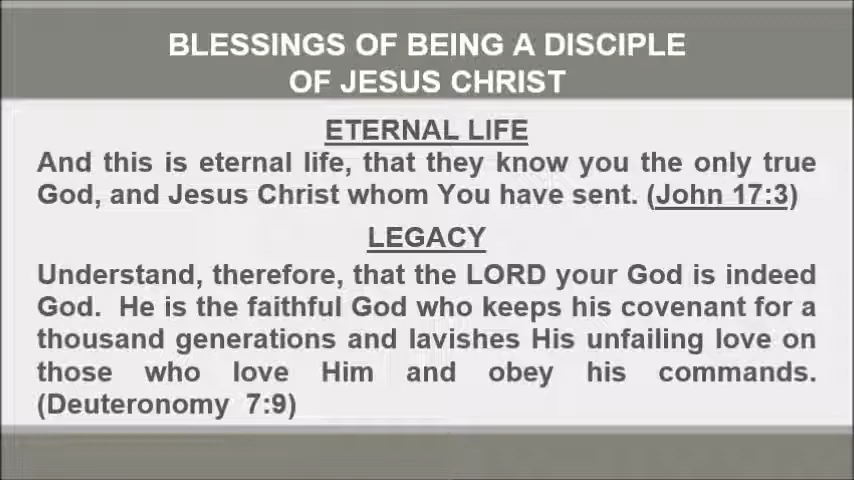 BLESSINGS OF BEING A DISCIPLE
OF JESUS CHRIST
ETERNAL LIFE
And this is eternal life, that they know you the only true
God, and Jesus Christ whom You have sent. (John 17:3)
LEGACY
Understand, therefore, that the LORD your God is indeed
God. He is the faithful God who keeps his covenant for a
thousand generations and lavishes His unfailing love on
those who love Him and obey his commands.
(Deuteronomy 7:9)